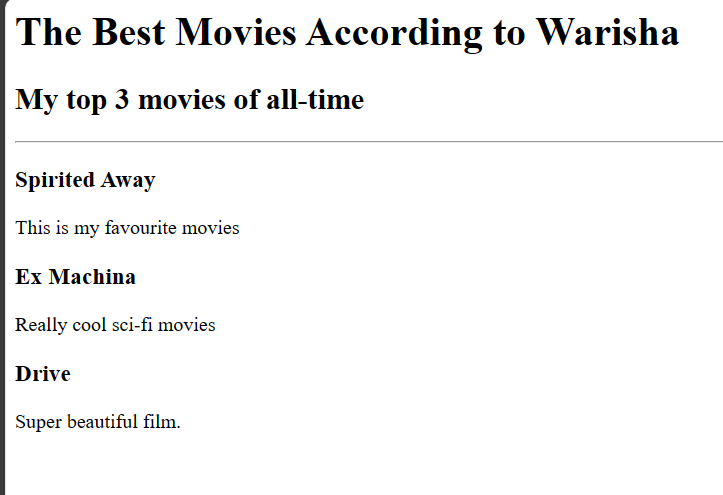 The Best Movies According to Warisha
My top 3 movies of all-time
Spirited Away
This is my favourite movies
Ex Machina
Really cool sci-fi movies
Drive
Super beautiful film.